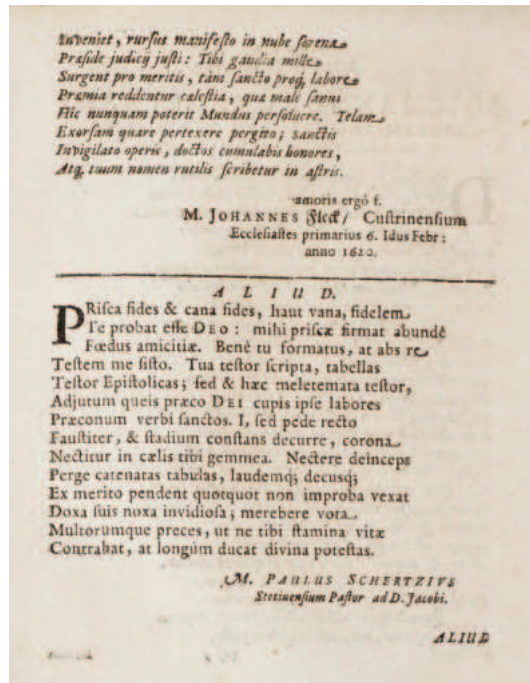 Inveniet, rursus manifesto in nube serena
Præside judicij justi: Tibi gaudia mille
Surgent pro meritis, tàm sancto proq́; labore
Præmia reddentur cælestia, quæ malè sanus
Hic nunquam poterit Mundus persolvere. Telam
Exorsam quare pertexere pergito; sanctis
Invigilato operis, doctos cumulabis honores,
Atq́; tuum nomen rutilis scribetur in astris.
amoris ergò f.
M. JOHANNES Fleck/ Custrinensium
Ecclesiastes primarius 6. Idus Febr:
anno 1620.
ALIUD.
PRisca fides & cana fides, haut vana, fidelem
Te probat esse DEO: mihi priscæ firmat abundè
Fœdus amicitiæ. Benè tu formatus, at abs re
Testem me sisto. Tua testor scripta, tabellas
Testor Epistolicas; sed & hæc meletemata testor,
Adjutum queis præco DEI cupis ipse labores
Præconum verbi sanctos. I, sed pede recto
Faustiter, & stadium constans decurre, corona
Nectitur in cælis tibi gemmea. Nectere deinceps
Perge catenatas tabulas, laudemq; decusq;
Ex merito pendent quotquot non improba vexat
Doxa suis noxa invidiosa; merebere vota
Multorumque preces, ut ne tibi stamina vitæ
Contrahat, at longùm ducat divina potestas.
M. PAULUS SCHERTZIUS
Stetinensium Pastor ad D. Jacobi.
ALIUD